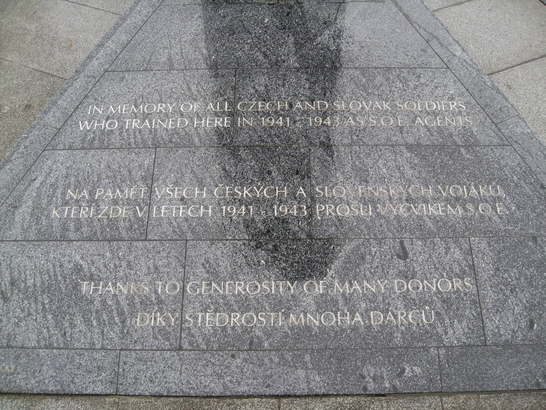 IN MEMORY OF ALL CZECH AND SLOVAK SOLDIERS
WHO TRAINED HERE IN 1941 - 1943 AS S.O.E. AGENTS
NA PAMĚŤ VŠECH ČESKÝCH A SLOVENSKÝCH VOJÁKŮ
KTEŘÍ ZDE V LETECH 1941 - 1943 PROŠLI VÝCVIKEM S.O.E.
THANKS TO GENEROSITY OF MANY DONORS
DÍKY ŠTĚDROSTI MNOHA DÁRCŮ